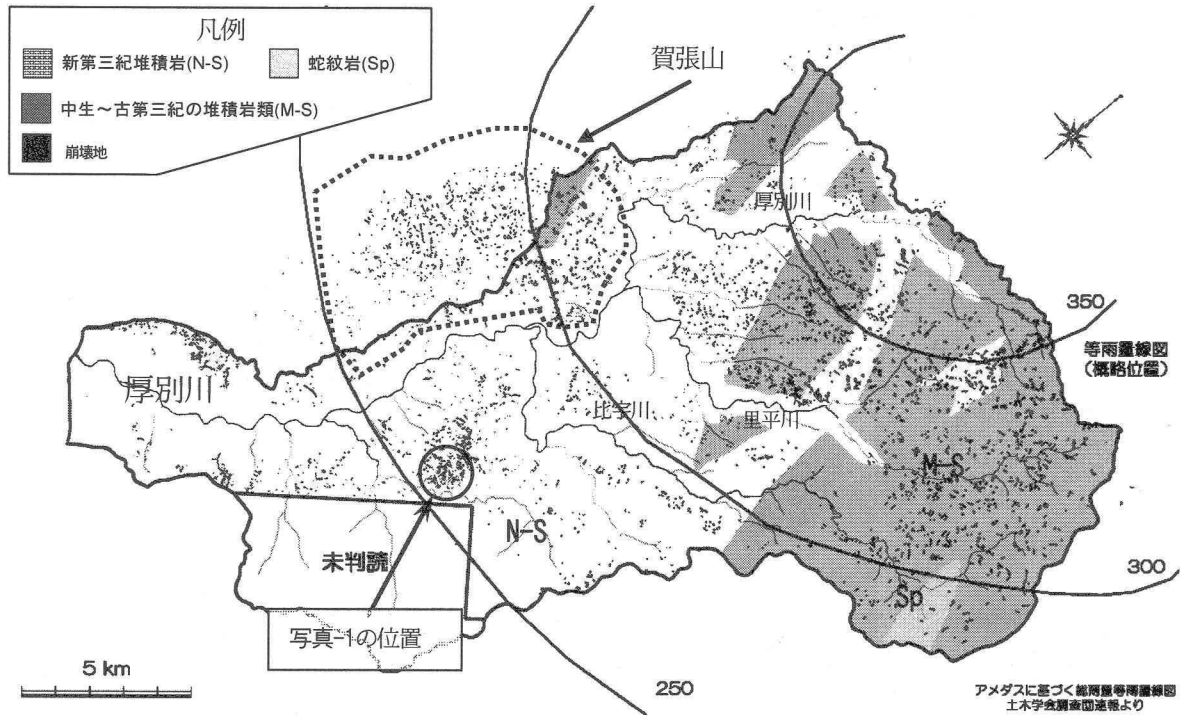 凡例
新第三紀堆積岩(N-S)
蛇紋岩(Sp)
中生~古第三紀の堆積岩類(M-S)
崩壊地
賀張山
厚別川
350
等雨量線図
(概略位置)
厚別川
比宇川
里平川
M-S
N-S
未判読
300
Sp
写真-1の位置
5 km
250
アメダスに基づく総雨量等雨量線図
土木学会調査団速報より